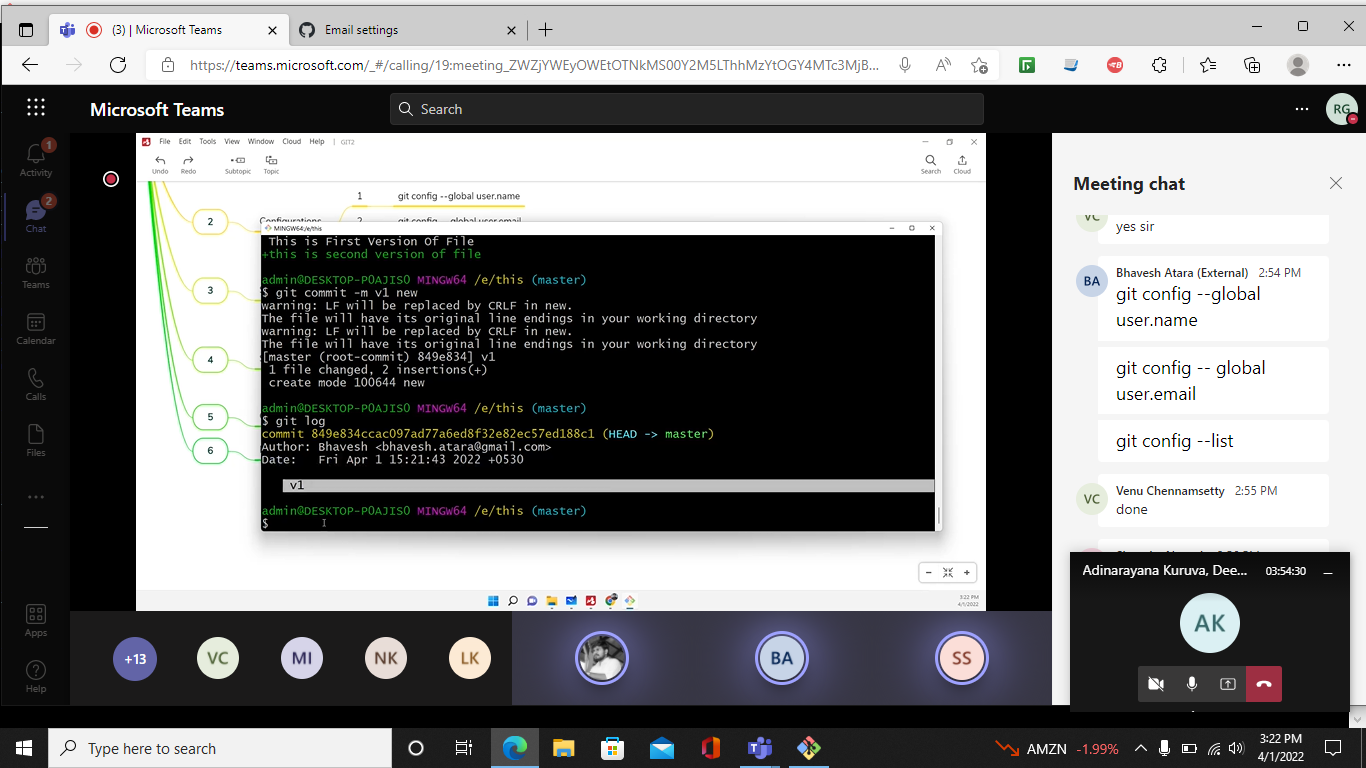 (3) | Microsoft Teams
Email settings
https://teams.microsoft.com/_#/calling/19:meeting_ZWZjYWEyOWEtOTNkMS00Y2M5LThhMzYtOGY4MTc3MjB...
Microsoft Teams
Search
RG
Activity
1
Chat
2
Teams
Calendar
Calls
Files
Apps
Help
File Edit Tools View Window Cloud Help | GIT2
Undo Redo Subtopic Topic Search Cloud
1 git config --global user.name
2 Configurations 2 git config --global user.email
3
4
5
6
MINGW64:/e/this
This is First Version Of File
+this is second version of file
admin@DESKTOP-P0AJISO MINGW64 /e/this (master)
$ git commit -m v1 new
warning: LF will be replaced by CRLF in new.
The file will have its original line endings in your working directory
warning: LF will be replaced by CRLF in new.
The file will have its original line endings in your working directory
[master (root-commit) 849e834] v1
1 file changed, 2 insertions(+)
create mode 100644 new
admin@DESKTOP-P0AJISO MINGW64 /e/this (master)
$ git log
commit 849e834ccac097ad77a6ed8f32e82ec57ed188c1 (HEAD -> master)
Author: Bhavesh <bhavesh.atara@gmail.com>
Date: Fri Apr 1 15:21:43 2022 +0530
v1
admin@DESKTOP-P0AJISO MINGW64 /e/this (master)
$
3:22 PM
4/1/2022
+13
VC
MI
NK
LK
BA
SS
Meeting chat
VC
yes sir
BA
Bhavesh Atara (External) 2:54 PM
git config --global
user.name
git config -- global
user.email
git config --list
VC
Venu Chennamsetty 2:55 PM
done
Adinarayana Kuruva, Dee... 03:54:30
AK
Type here to search
AMZN -1.99%
3:22 PM
4/1/2022